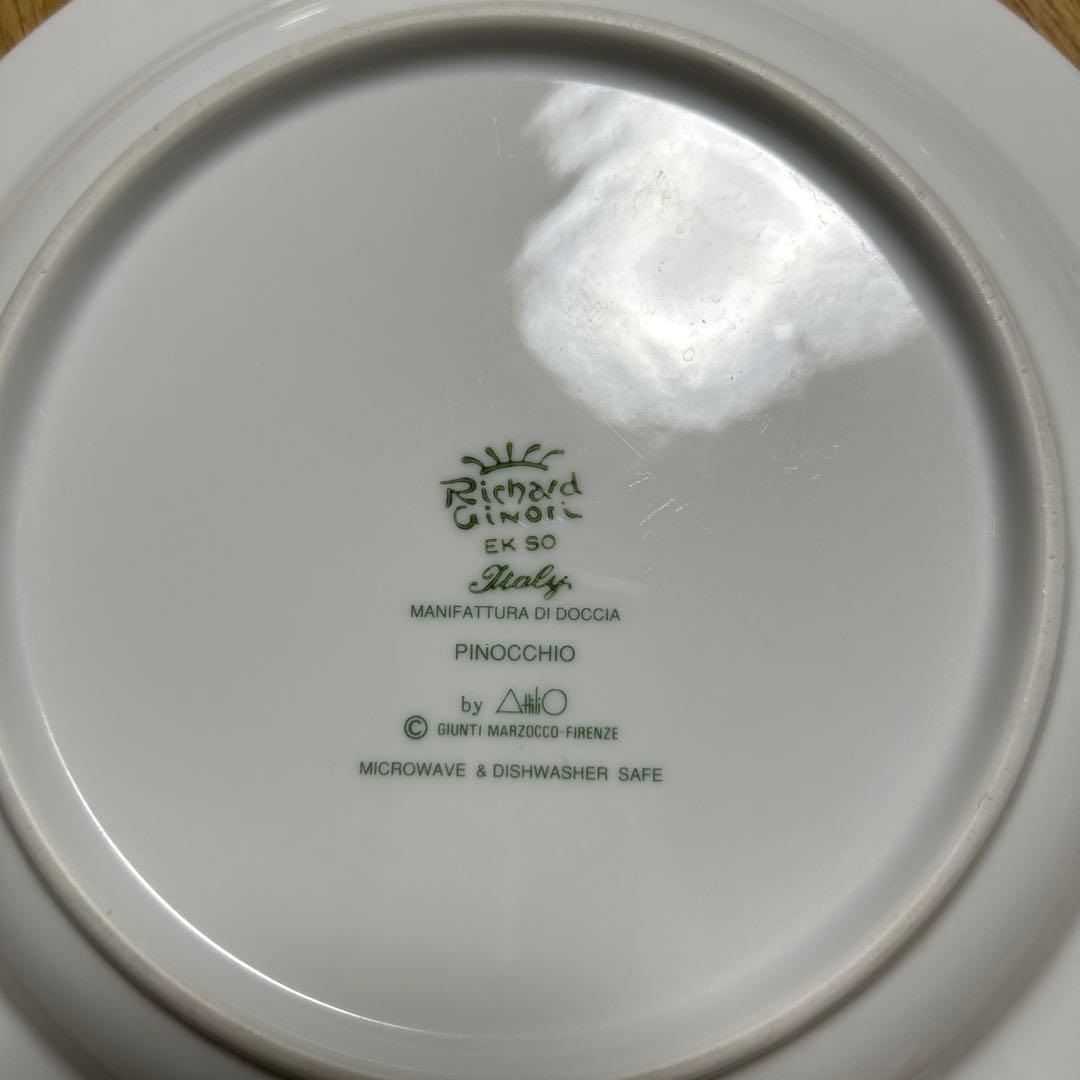 Richard
GiNORi
EK SO
Italy
MANIFATTURA DI DOCCIA
PINOCCHIO
by AttiliO
© GIUNTI MARZOCCO-FIRENZE
MICROWAVE & DISHWASHER SAFE